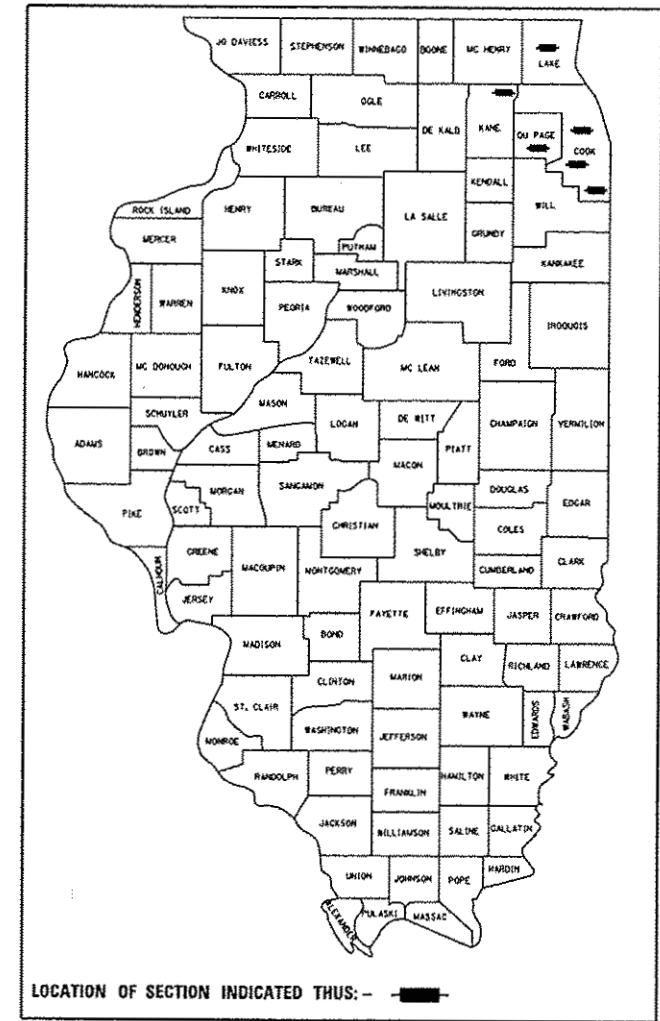 JO DAVIESS STEPHENSON WINNEBAGO BOONE MC HENRY LAKE
CARROLL OGLE DE KALB KANE DU PAGE COOK
WHITESIDE LEE
KENDALL
ROCK ISLAND HENRY BUREAU LA SALLE GRUNDY WILL
MERCER PUTNAM KANKAKEE
STARK MARSHALL
HENDERSON WARREN KNOX PEORIA WOODFORD LIVINGSTON IROQUOIS
HANCOCK MC DONOUGH FULTON TAZEWELL MC LEAN FORD
SCHUYLER MASON LOGAN DE WITT CHAMPAIGN VERMILION
ADAMS BROWN CASS MENARD MACON PIATT
MORGAN SANGAMON DOUGLAS EDGAR
PIKE SCOTT CHRISTIAN MOULTRIE COLES
CALHOUN GREENE MACOUPIN MONTGOMERY SHELBY CUMBERLAND CLARK
JERSEY FAYETTE EFFINGHAM JASPER CRAWFORD
MADISON BOND CLAY RICHLAND LAWRENCE
CLINTON MARION
ST. CLAIR WAYNE EDWARDS WABASH
MONROE WASHINGTON JEFFERSON
RANDOLPH PERRY HAMILTON WHITE
FRANKLIN
JACKSON WILLIAMSON SALINE GALLATIN
UNION JOHNSON POPE HARDIN
ALEXANDER PULASKI MASSAC
LOCATION OF SECTION INDICATED THUS: -